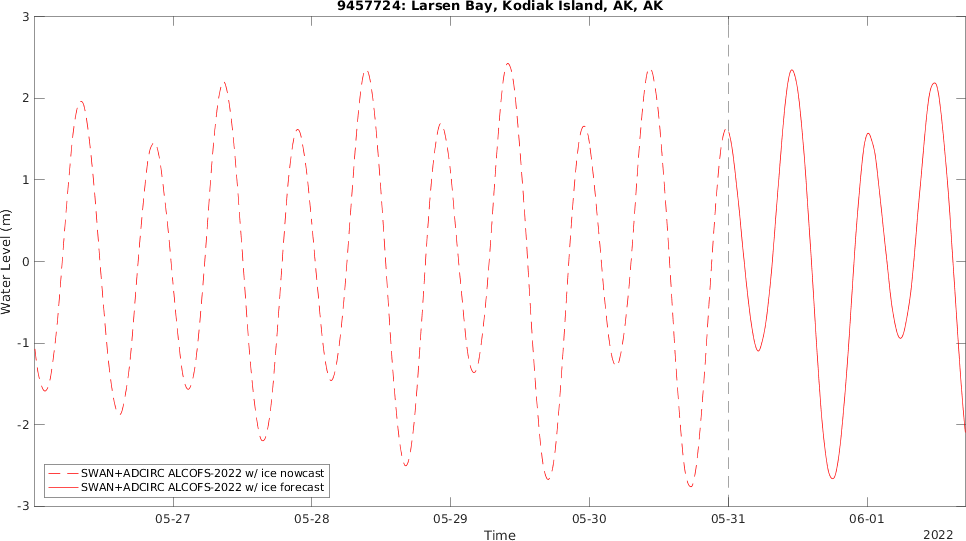 9457724: Larsen Bay, Kodiak Island, AK, AK
3
2
1
0
-1
-2
-3
Water Level (m)
SWAN+ADCIRC ALCOFS-2022 w/ ice nowcast
SWAN+ADCIRC ALCOFS-2022 w/ ice forecast
05-27
05-28
05-29
05-30
05-31
06-01
Time
2022